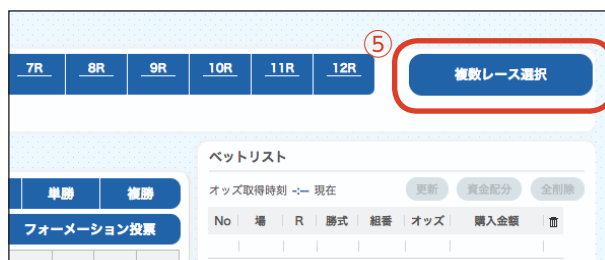 ⑤
7R 8R 9R 10R 11R 12R 複数レース選択
ベットリスト
オッズ取得時刻 -:-- 現在 更新 資金配分 全削除
単勝 複勝
No 場 R 勝式 組番 オッズ 購入金額
フォーメーション投票